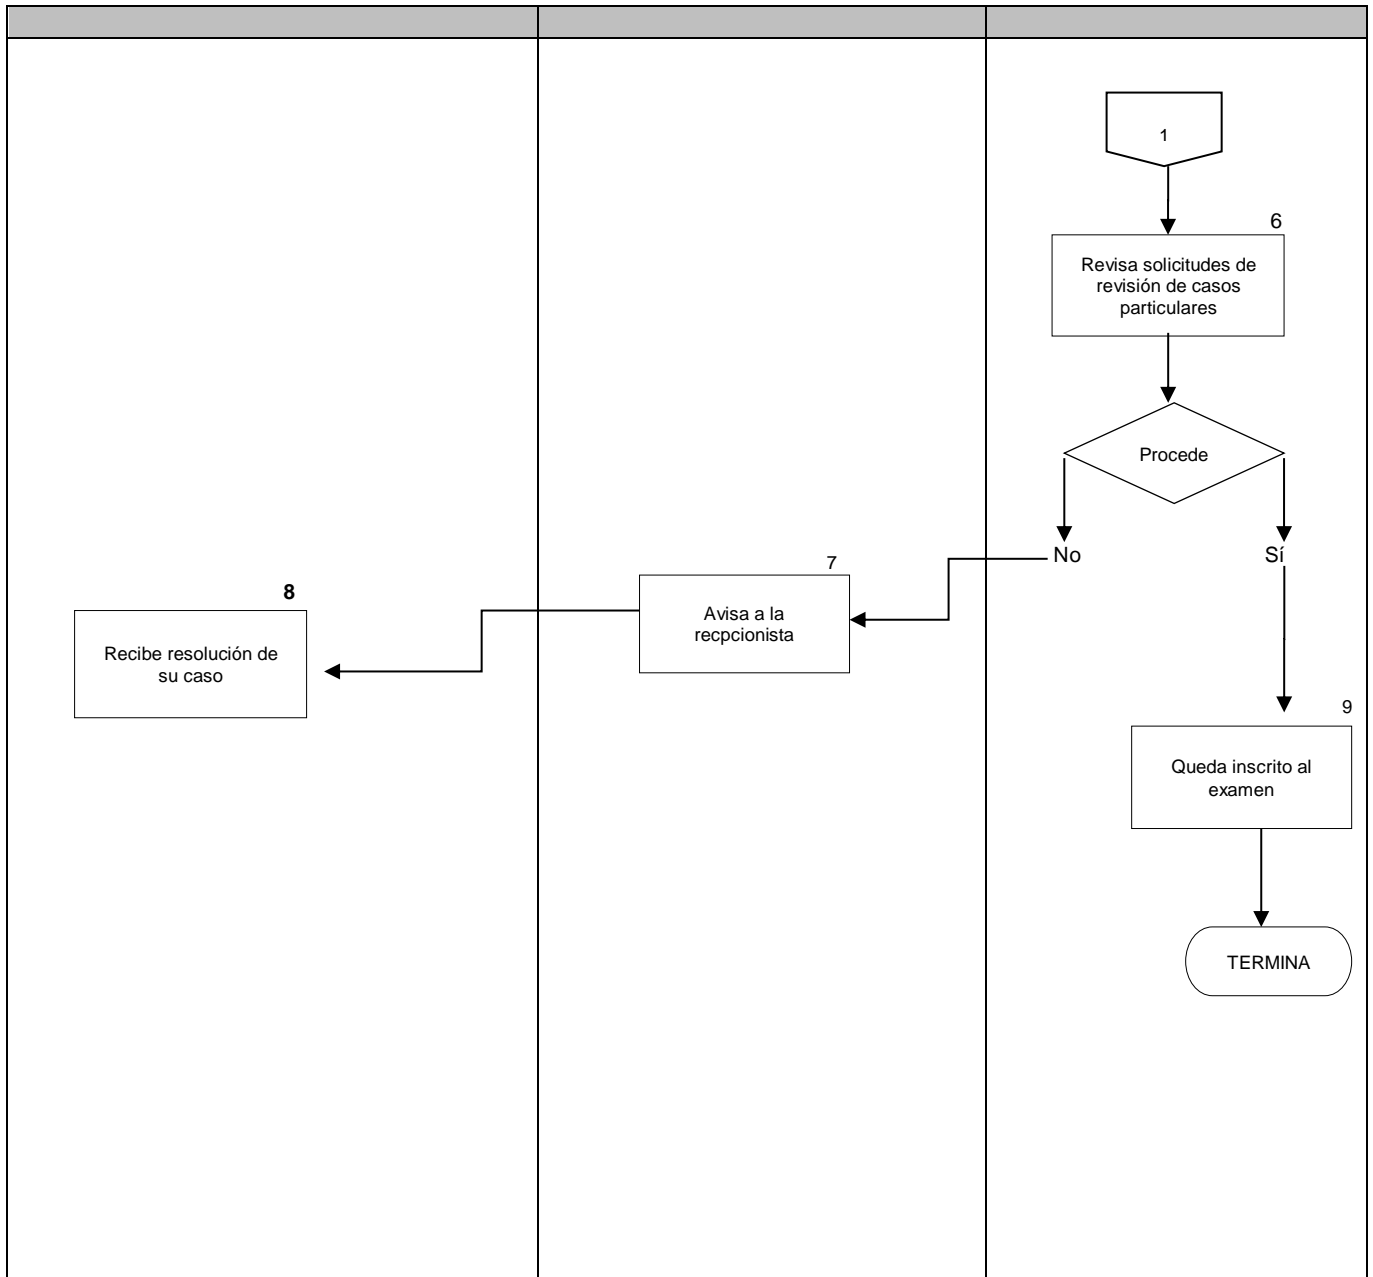 1
6
Revisa solicitudes de
revisión de casos
particulares
Procede
No
Sí
7
Avisa a la
recpcionista
8
Recibe resolución de
su caso
9
Queda inscrito al
examen
TERMINA